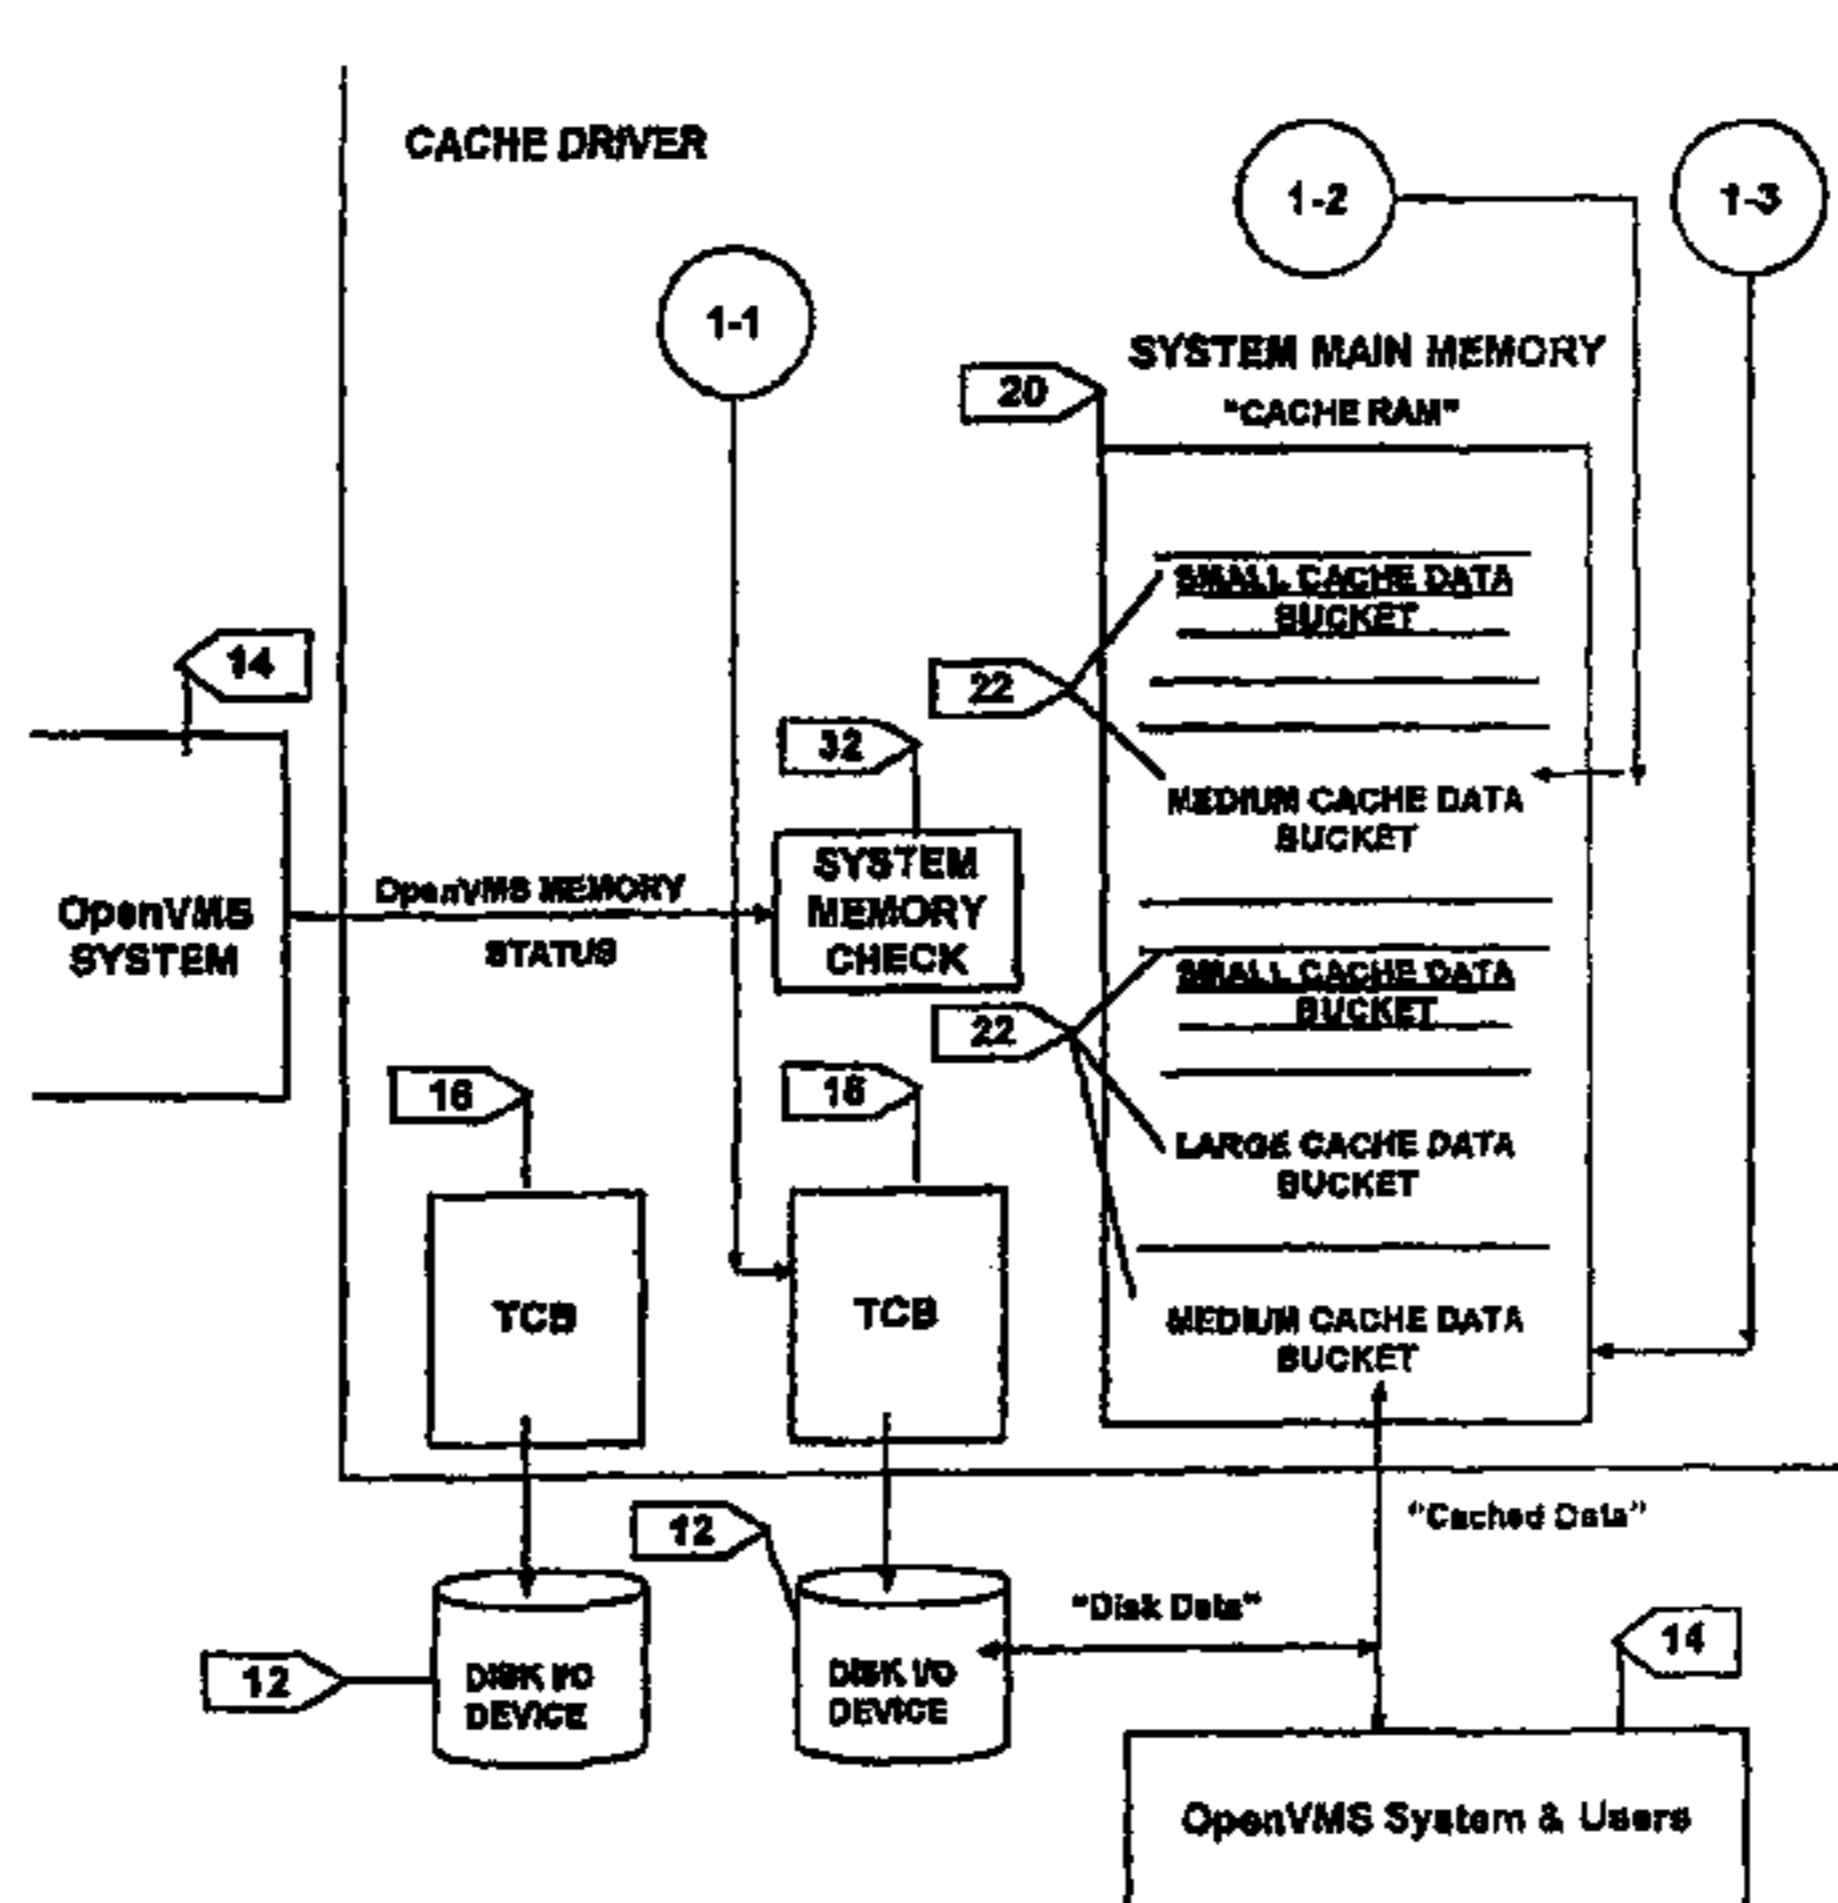 CACHE DRIVER
1-2
1-3
1-1
SYSTEM MAIN MEMORY
20
"CACHE RAM"
SMALL CACHE DATA
BUCKET
14
22
32
MEDIUM CACHE DATA
BUCKET
SYSTEM
MEMORY
CHECK
OpenVMS MEMORY
STATUS
OpenVMS
SYSTEM
SMALL CACHE DATA
BUCKET
22
16
16
LARGE CACHE DATA
BUCKET
TCB
TCB
MEDIUM CACHE DATA
BUCKET
"Cached Data"
12
"Disk Data"
14
12
DISK I/O
DEVICE
DISK I/O
DEVICE
OpenVMS System & Users